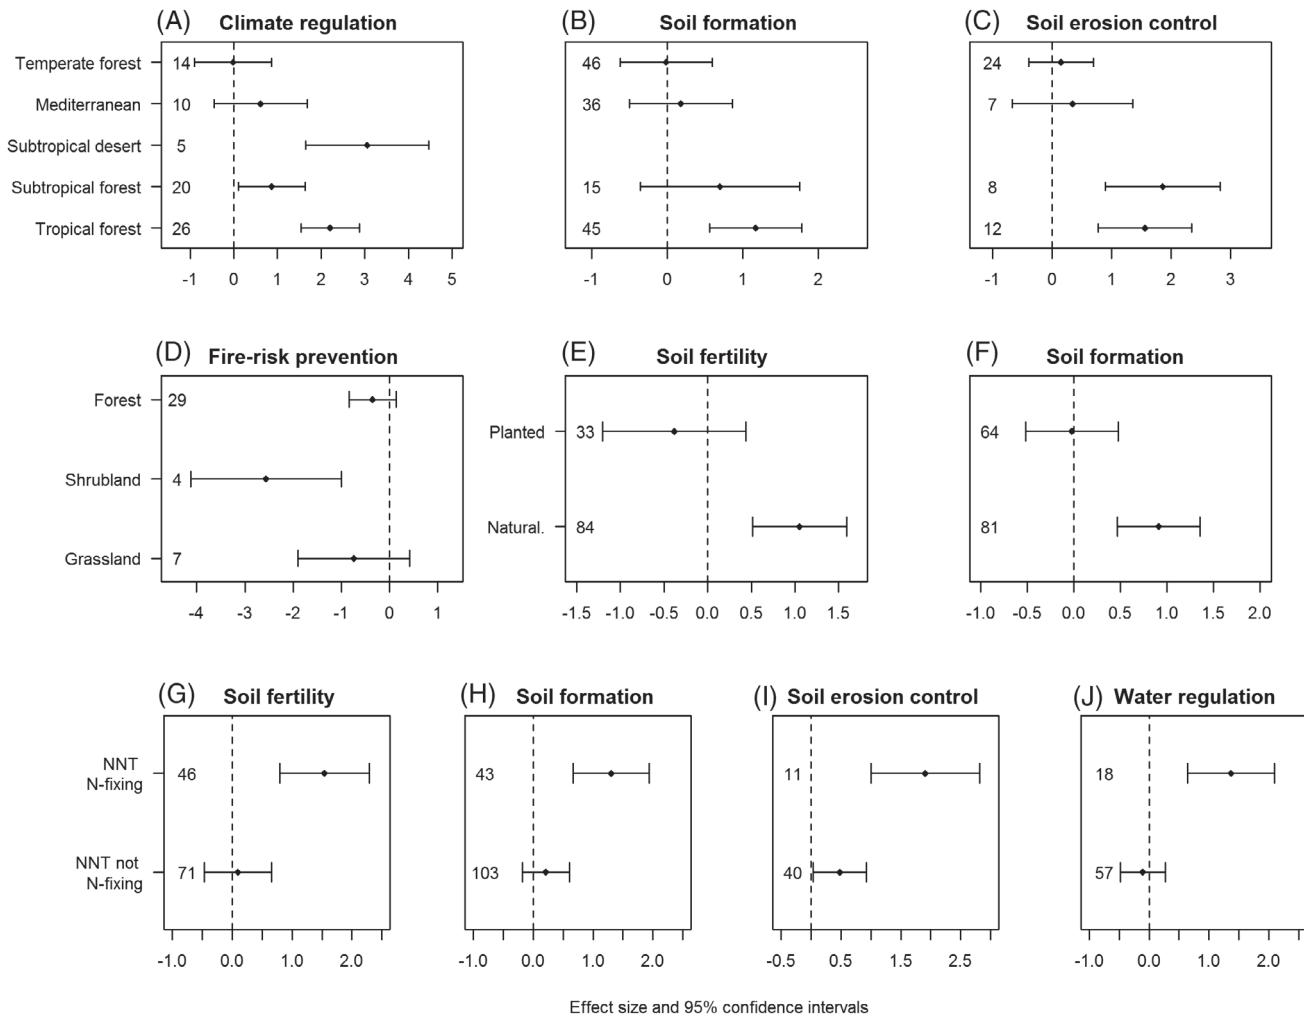 (A) Climate regulation
(B) Soil formation
(C) Soil erosion control
Temperate forest 14 46 24
Mediterranean 10 36 7
Subtropical desert 5
Subtropical forest 20 15 8
Tropical forest 26 45 12
-1 0 1 2 3 4 5
-1 0 1 2
-1 0 1 2 3
(D) Fire-risk prevention
(E) Soil fertility
(F) Soil formation
Forest 29
Shrubland 4
Grassland 7
Planted 33 64
Natural. 84 81
-4 -3 -2 -1 0 1
-1.5 -1.0 -0.5 0.0 0.5 1.0 1.5
-1.0 -0.5 0.0 0.5 1.0 1.5 2.0
(G) Soil fertility
(H) Soil formation
(I) Soil erosion control
(J) Water regulation
NNT
N-fixing
46 43 11 18
NNT not
N-fixing
71 103 40 57
-1.0 0.0 1.0 2.0
-1.0 0.0 1.0 2.0
-0.5 0.5 1.5 2.5
-1.0 0.0 1.0 2.0
Effect size and 95% confidence intervals